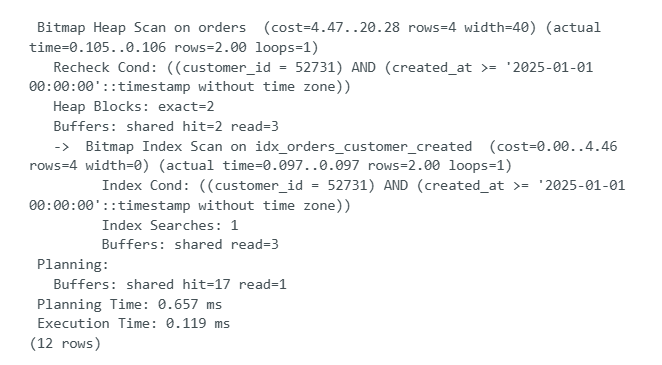 Bitmap Heap Scan on orders  (cost=4.47..20.28 rows=4 width=40) (actual
time=0.105..0.106 rows=2.00 loops=1)
   Recheck Cond: ((customer_id = 52731) AND (created_at >= '2025-01-01
00:00:00'::timestamp without time zone))
   Heap Blocks: exact=2
   Buffers: shared hit=2 read=3
   ->  Bitmap Index Scan on idx_orders_customer_created  (cost=0.00..4.46
rows=4 width=0) (actual time=0.097..0.097 rows=2.00 loops=1)
         Index Cond: ((customer_id = 52731) AND (created_at >= '2025-01-01
00:00:00'::timestamp without time zone))
         Index Searches: 1
         Buffers: shared read=3
 Planning:
   Buffers: shared hit=17 read=1
 Planning Time: 0.657 ms
 Execution Time: 0.119 ms
(12 rows)